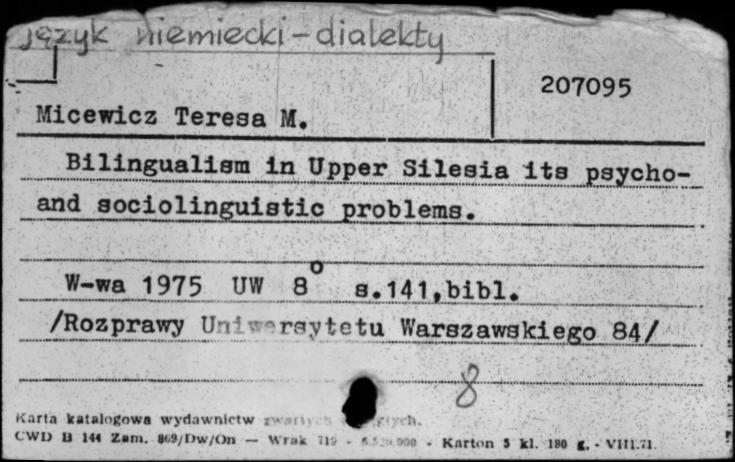 język niemiecki - dialekty
207095
Micewicz Teresa M.
Bilingualism in Upper Silesia its psycho-
and sociolinguistic problems.
W-wa 1975 UW 8° s.141,bibl.
/Rozprawy Uniwersytetu Warszawskiego 84/
8
Karta katalogowa wydawnictw
CWD B 144 Zam. 869/Dw/On — Wrak 719 - - Karton 5 kl. 180 g. - VIII.71.